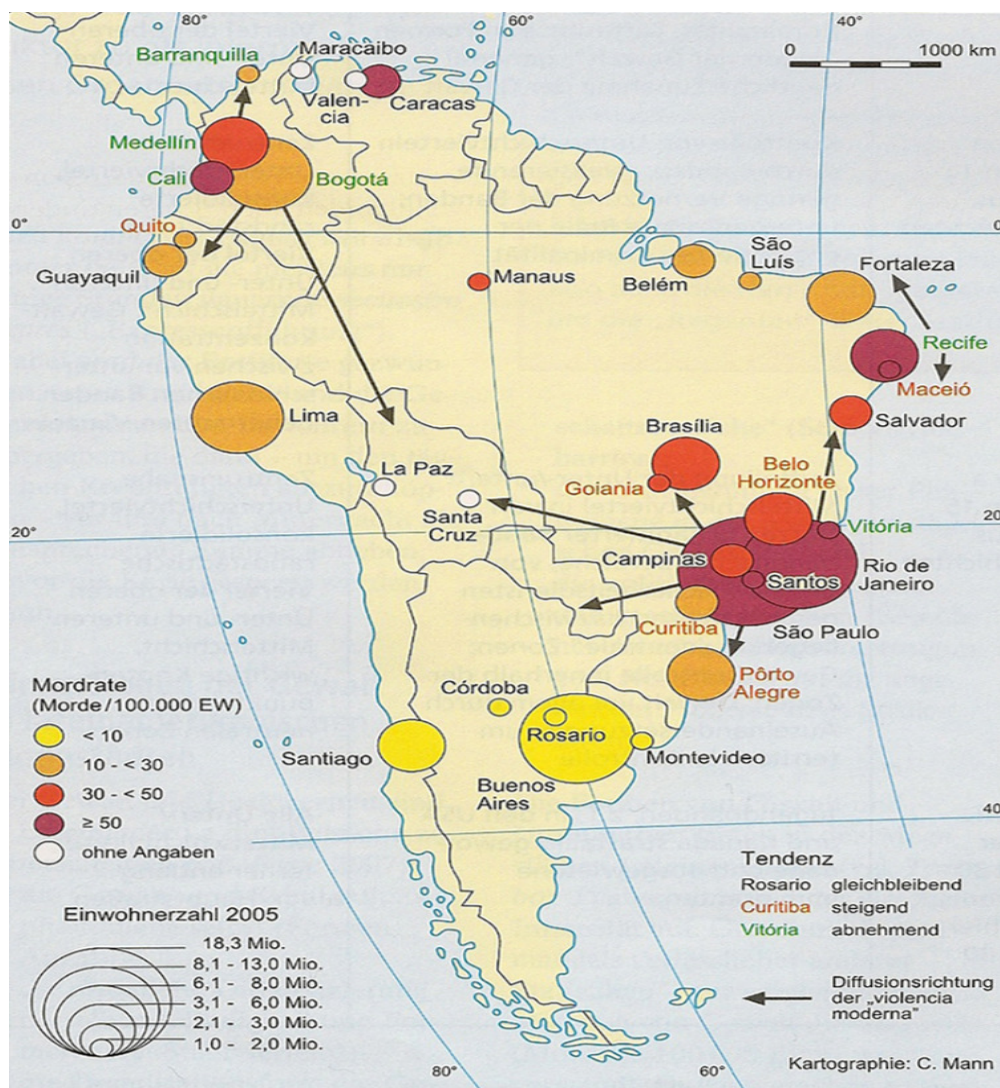 80°
60°
40°
0
1000 km
Barranquilla
Maracaibo
Valen-
cia
Caracas
Medellín
Cali
Bogotá
0°
0
Quito
Guayaquil
Manaus
Belém
São
Luís
Fortaleza
Recife
Maceió
Salvador
Lima
La Paz
Santa
Cruz
Brasília
Goiania
Belo
Horizonte
Vitória
20°
20
Campinas
Santos
Rio de
Janeiro
São Paulo
Curitiba
Pôrto
Alegre
Córdoba
Rosario
Santiago
Buenos
Aires
Montevideo
40
Mordrate
(Morde/100.000 EW)
< 10
10 - < 30
30 - < 50
≥ 50
ohne Angaben
Einwohnerzahl 2005
18,3 Mio.
8,1 - 13,0 Mio.
6,1 - 8,0 Mio.
3,1 - 6,0 Mio.
2,1 - 3,0 Mio.
1,0 - 2,0 Mio.
Tendenz
Rosario gleichbleibend
Curitiba steigend
Vitória abnehmend
Diffusionsrichtung
der „violencia
moderna"
80°
60°
Kartographie: C. Mann